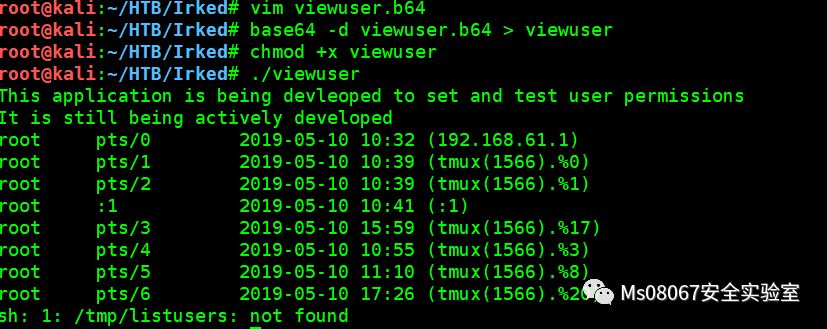 root@kali:~/HTB/Irked# vim viewuser.b64
root@kali:~/HTB/Irked# base64 -d viewuser.b64 > viewuser
root@kali:~/HTB/Irked# chmod +x viewuser
root@kali:~/HTB/Irked# ./viewuser
This application is being devleoped to set and test user permissions
It is still being actively developed
root     pts/0        2019-05-10 10:32 (192.168.61.1)
root     pts/1        2019-05-10 10:39 (tmux(1566).%0)
root     pts/2        2019-05-10 10:39 (tmux(1566).%1)
root     :1           2019-05-10 10:41 (:1)
root     pts/3        2019-05-10 15:59 (tmux(1566).%17)
root     pts/4        2019-05-10 10:55 (tmux(1566).%3)
root     pts/5        2019-05-10 11:10 (tmux(1566).%8)
root     pts/6        2019-05-10 17:26
Ms08067安全实验室
sh: 1: /tmp/listusers: not found